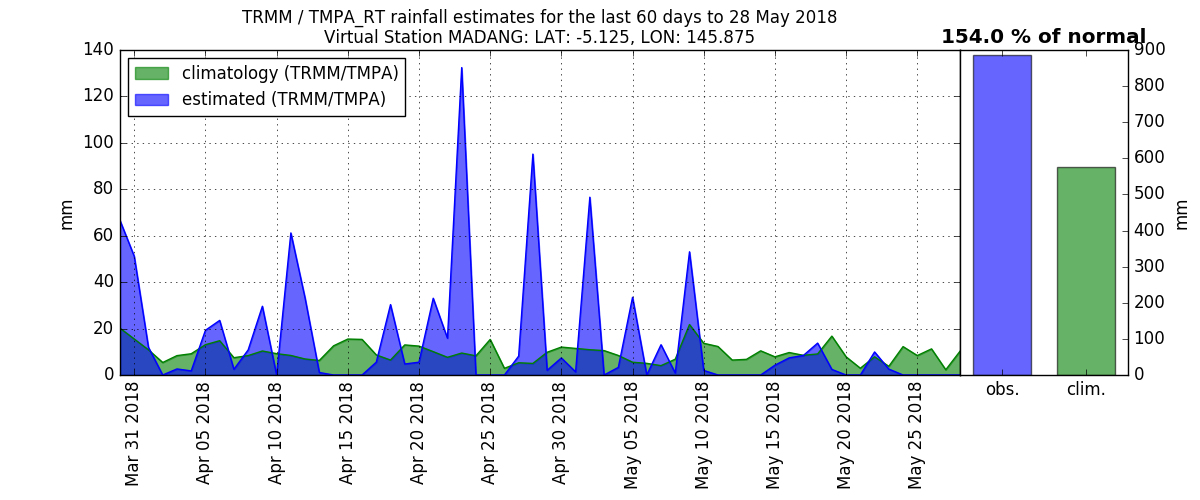 TRMM / TMPA_RT rainfall estimates for the last 60 days to 28 May 2018
Virtual Station MADANG: LAT: -5.125, LON: 145.875
154.0 % of normal
climatology (TRMM/TMPA)
estimated (TRMM/TMPA)
140
120
100
80
60
40
20
0
mm
Mar 31 2018
Apr 05 2018
Apr 10 2018
Apr 15 2018
Apr 20 2018
Apr 25 2018
Apr 30 2018
May 05 2018
May 10 2018
May 15 2018
May 20 2018
May 25 2018
900
800
700
600
500
400
300
200
100
0
mm
obs.
clim.